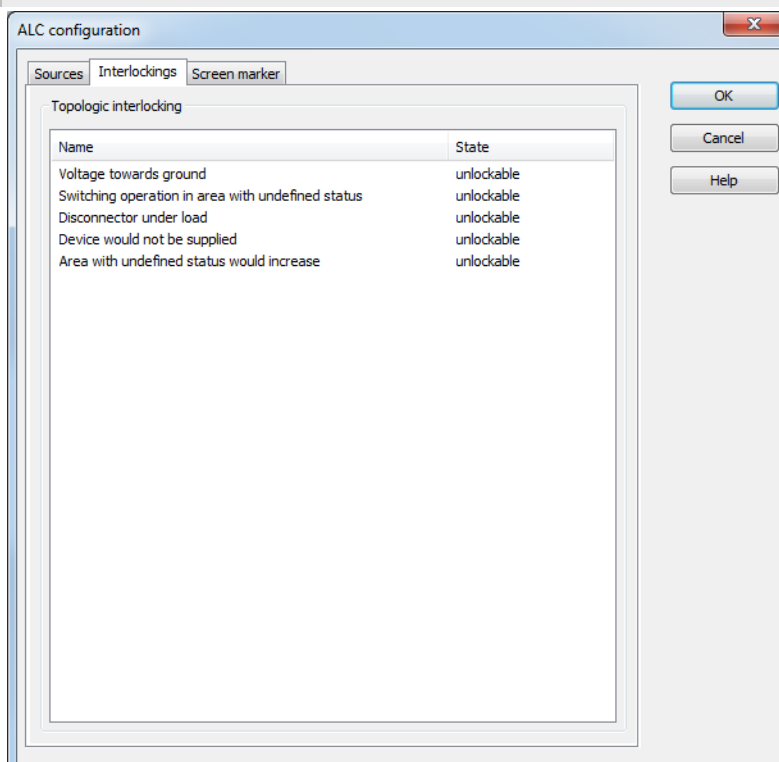 ALC configuration
Sources Interlockings Screen marker
Topologic interlocking
Name State
Voltage towards ground unlockable
Switching operation in area with undefined status unlockable
Disconnector under load unlockable
Device would not be supplied unlockable
Area with undefined status would increase unlockable
OK
Cancel
Help